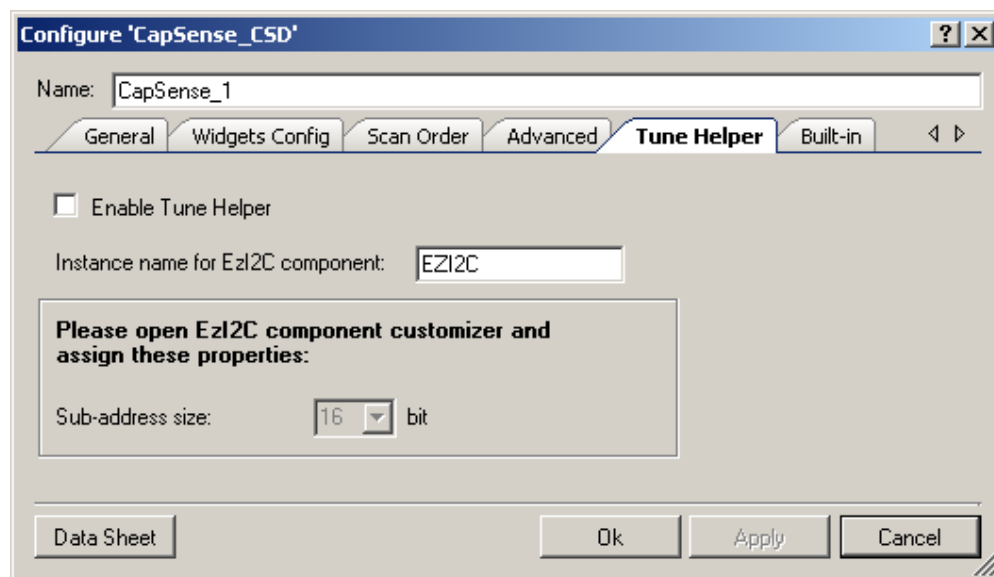 Configure 'CapSense_CSD'
Name: CapSense_1
General Widgets Config Scan Order Advanced Tune Helper Built-in
Enable Tune Helper
Instance name for EzI2C component: EZI2C
Please open EzI2C component customizer and
assign these properties:
Sub-address size: 16 bit
Data Sheet Ok Apply Cancel